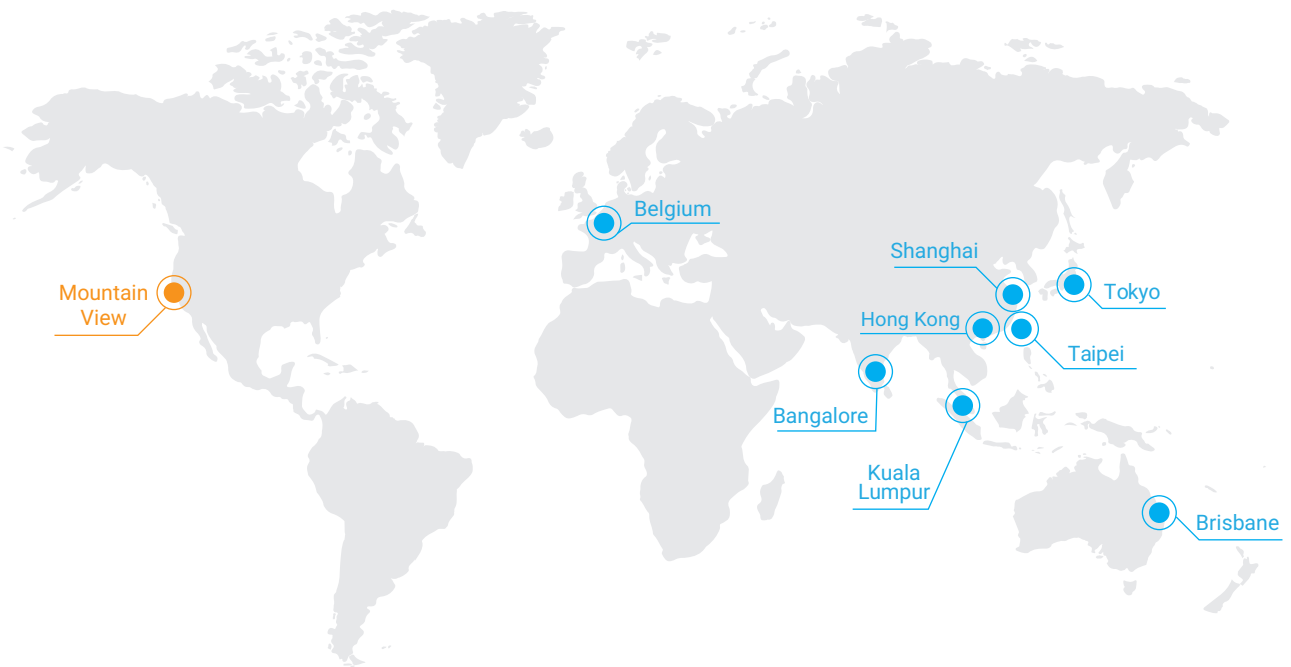 Belgium
Shanghai
Mountain
View
Tokyo
Hong Kong
Taipei
Bangalore
Kuala
Lumpur
Brisbane